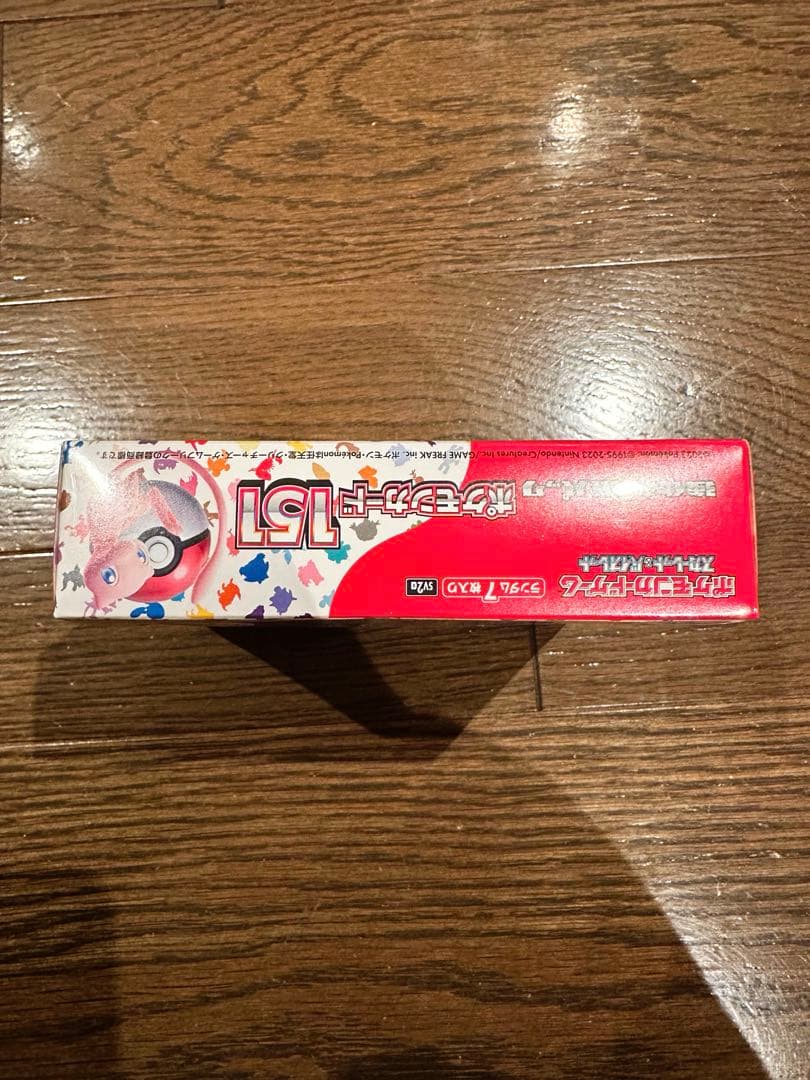 ポケモンカードゲーム
スカーレット&バイオレット
強化拡張パック
ポケモンカード151
ランダム7枚入り
sv2a
©2023 Pokémon. ©1995-2023 Nintendo/Creatures Inc./GAME FREAK inc. ポケモン・Pokémonは任天堂・クリーチャーズ・ゲームフリークの登録商標です。